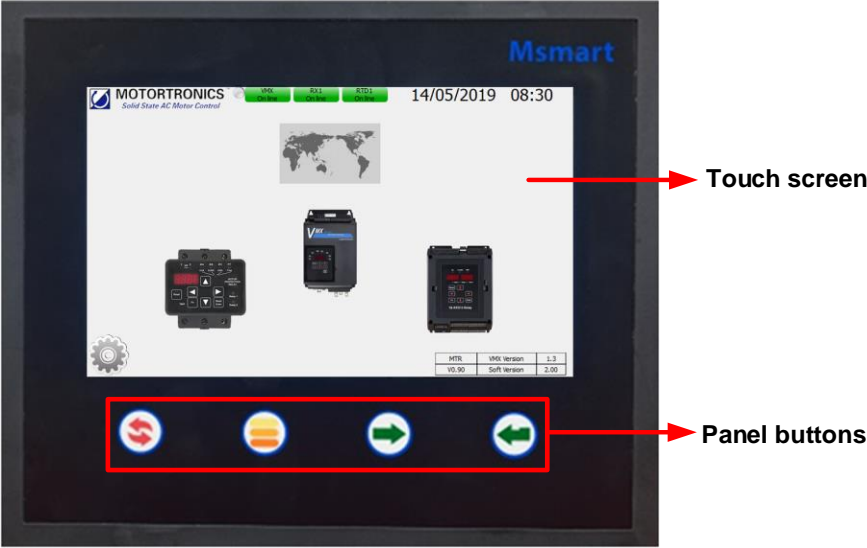 Msmart
MOTORTRONICS
Solid State AC Motor Control
VMX
On line
RX1
On line
RTD1
On line
14/05/2019 08:30
VMX
MTR VMX Version 1.3
V0.90 Soft Version 2.00
Touch screen
Panel buttons